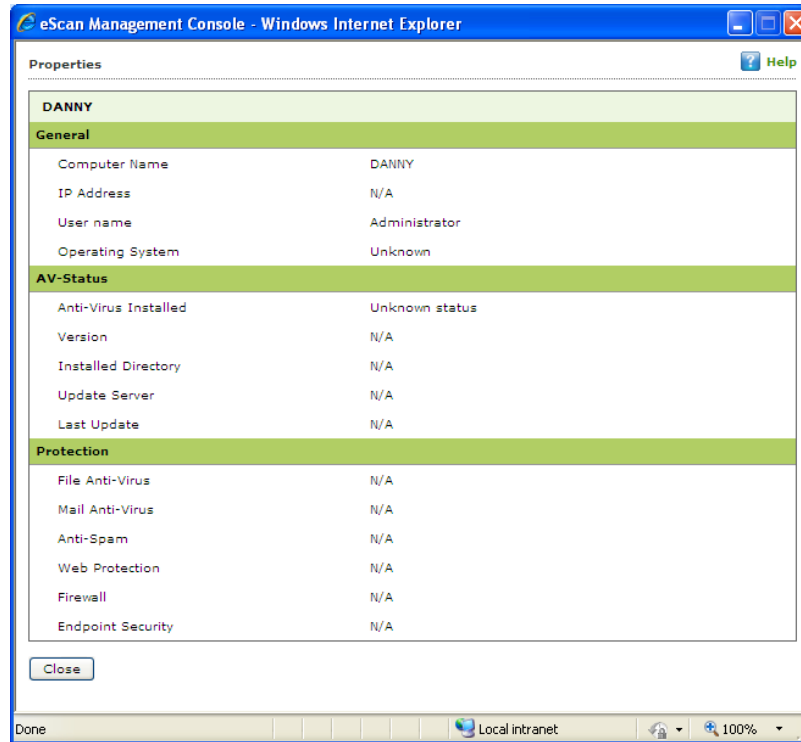 eScan Management Console - Windows Internet Explorer
Properties
? Help
DANNY
General
Computer Name DANNY
IP Address N/A
User name Administrator
Operating System Unknown
AV-Status
Anti-Virus Installed Unknown status
Version N/A
Installed Directory N/A
Update Server N/A
Last Update N/A
Protection
File Anti-Virus N/A
Mail Anti-Virus N/A
Anti-Spam N/A
Web Protection N/A
Firewall N/A
Endpoint Security N/A
Close
Done Local intranet 100%